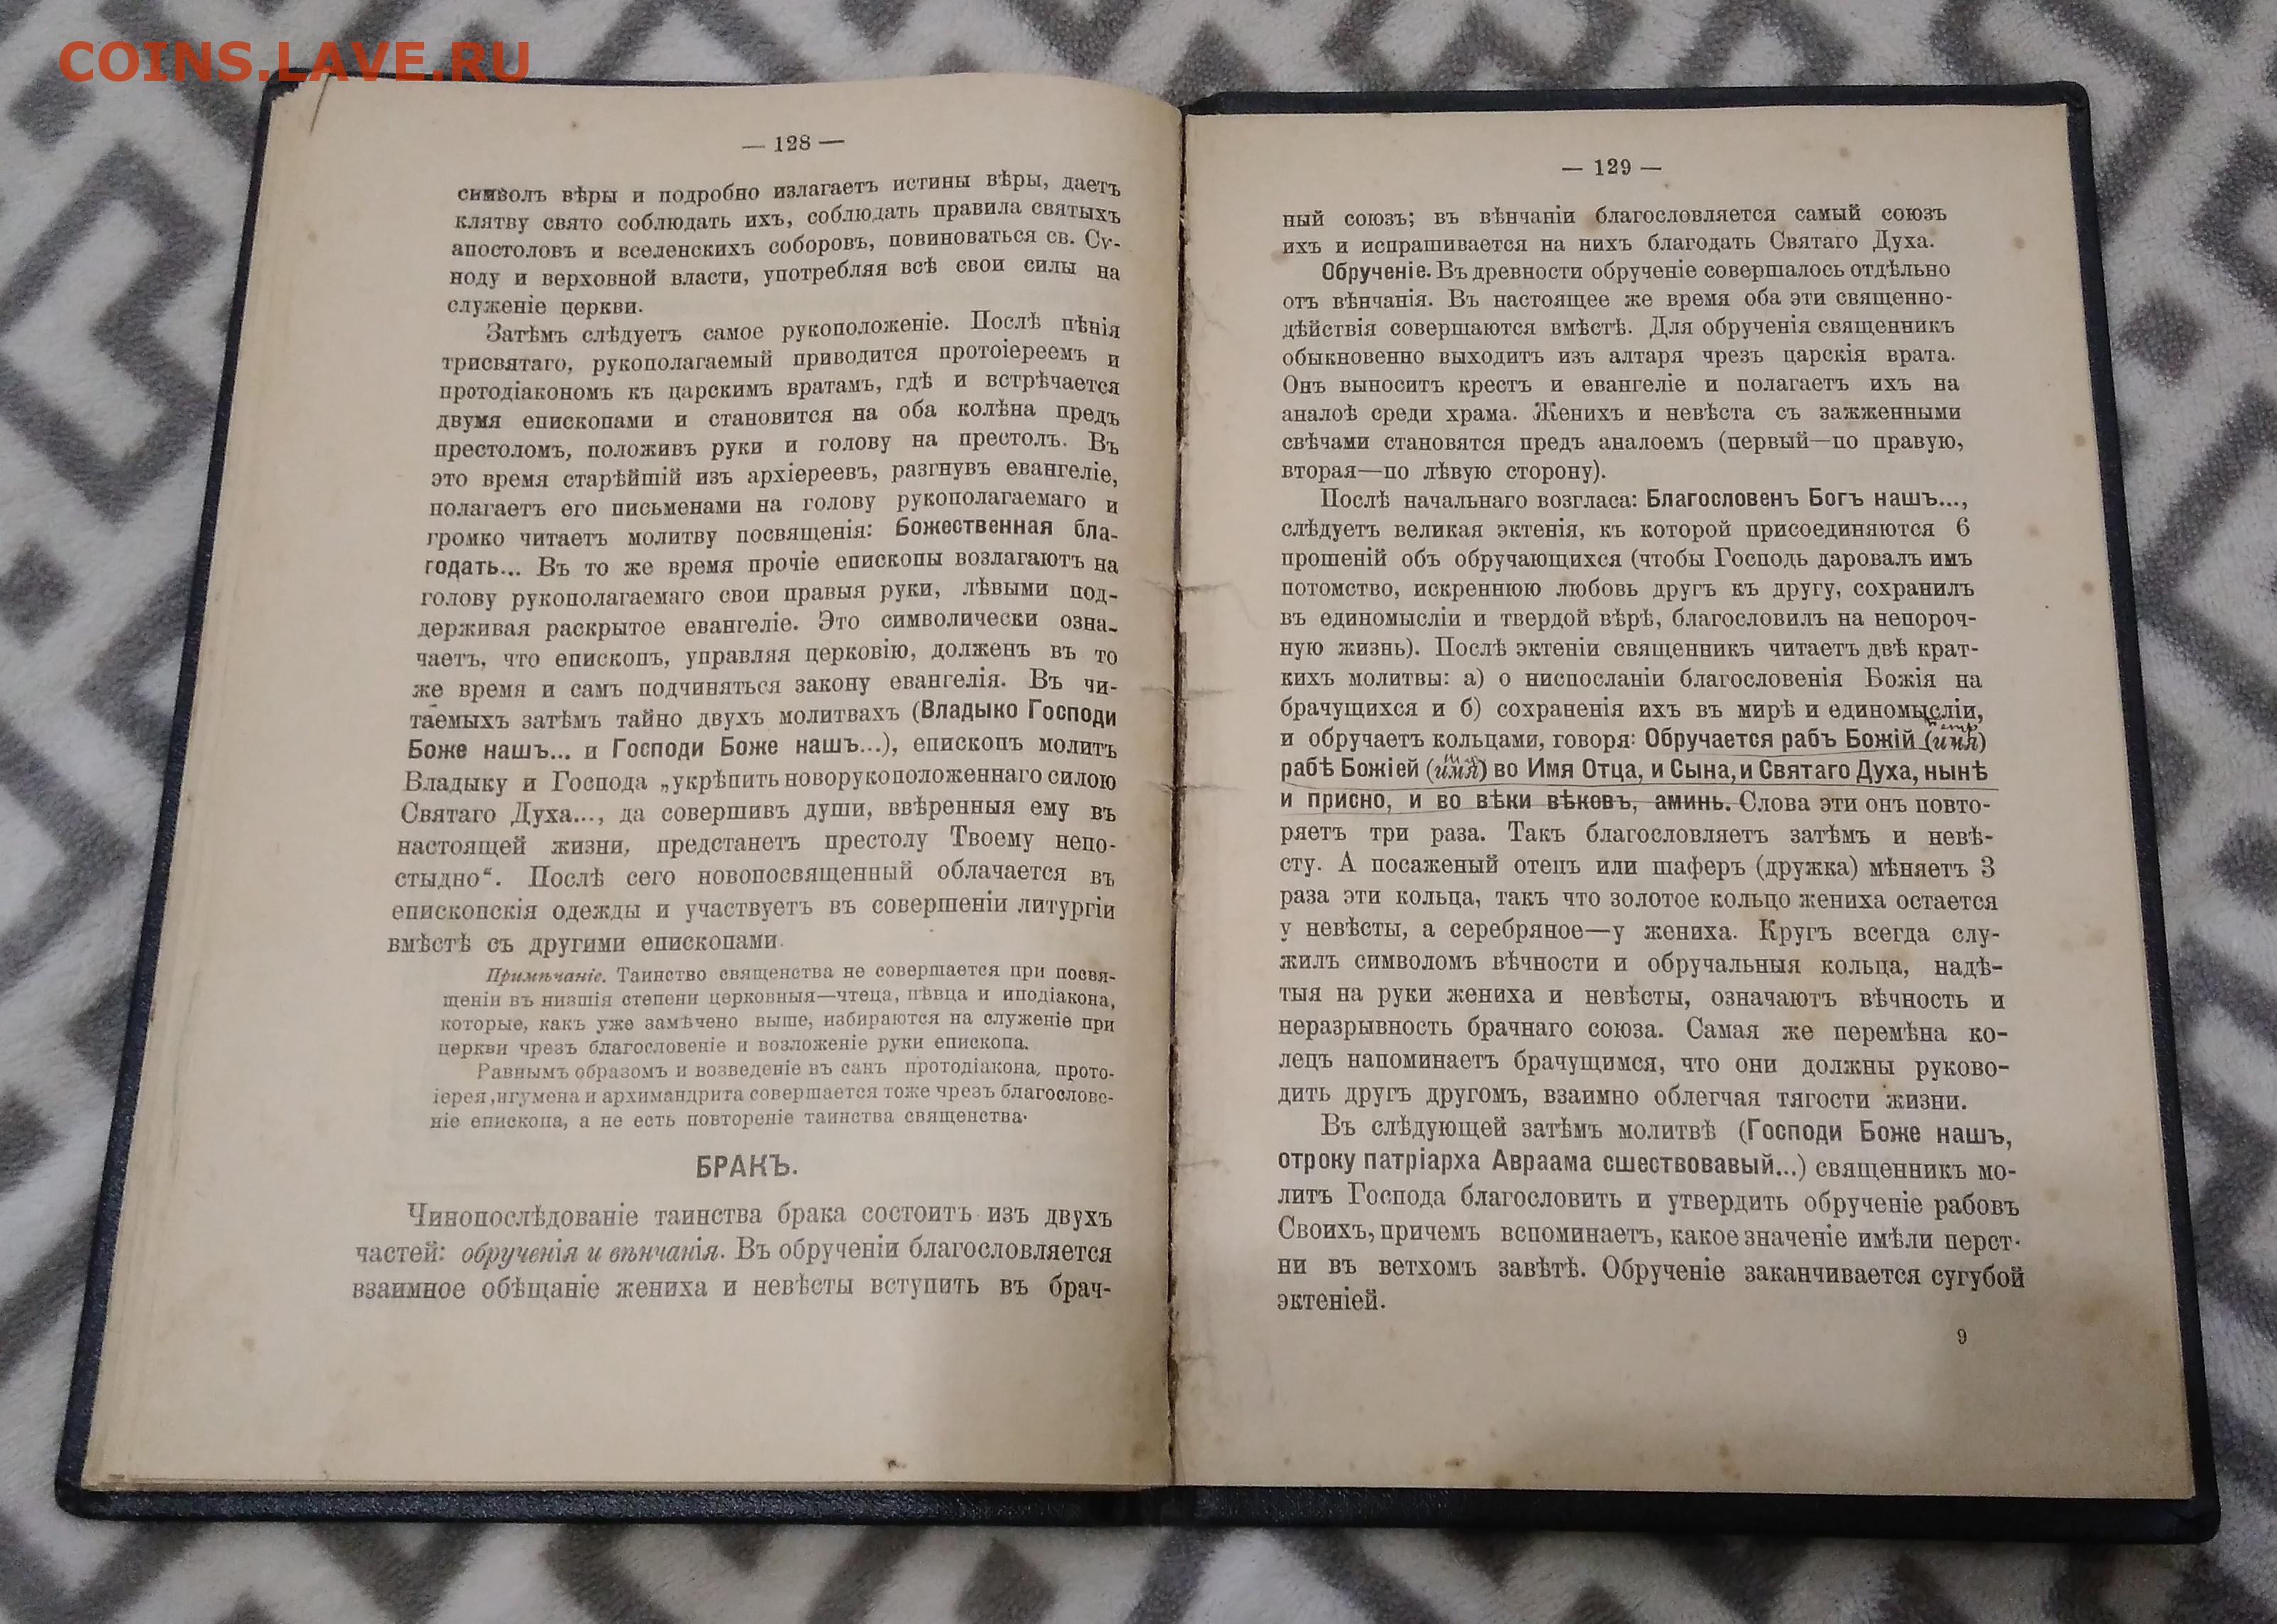 COINS.LAVE.RU
— 128 —
символъ вѣры и подробно излагаетъ истины вѣры, даетъ
клятву свято соблюдать ихъ, соблюдать правила святыхъ
апостоловъ и вселенскихъ соборовъ, повиноваться св. Сѵ-
ноду и верховной власти, употребляя всѣ свои силы на
служеніе церкви.
Затѣмъ слѣдуетъ самое рукоположеніе. Послѣ пѣнія
трисвятаго, рукополагаемый приводится протоіереемъ и
протодіакономъ къ царскимъ вратамъ, гдѣ и встрѣчается
двумя епископами и становится на оба колѣна предъ
престоломъ, положивъ руки и голову на престолъ. Въ
это время старѣйшій изъ архіереевъ, разгнувъ евангеліе,
полагаетъ его письменами на голову рукополагаемаго и
громко читаетъ молитву посвященія: Божественная бла-
годать... Въ то же время прочіе епископы возлагаютъ на
голову рукополагаемаго свои правыя руки, лѣвыми под-
держивая раскрытое евангеліе. Это символически озна-
чаетъ, что епископъ, управляя церковію, долженъ въ то
же время и самъ подчиняться закону евангелія. Въ чи-
таемыхъ затѣмъ тайно двухъ молитвахъ (Владыко Господи
Боже нашъ... и Господи Боже нашъ...), епископъ молитъ
Владыку и Господа „укрѣпить новорукоположеннаго силою
Святаго Духа..., да совершивъ души, ввѣренныя ему въ
настоящей жизни, предстанетъ престолу Твоему непо-
стыдно“. Послѣ сего новопосвященный облачается въ
епископскія одежды и участвуетъ въ совершеніи литургіи
вмѣстѣ съ другими епископами.
Примѣчаніе. Таинство священства не совершается при посвя-
щеніи въ низшія степени церковныя—чтеца, пѣвца и иподіакона,
которые, какъ уже замѣчено выше, избираются на служеніе при
церкви чрезъ благословеніе и возложеніе руки епископа.
Равнымъ образомъ и возведеніе въ санъ протодіакона, прото-
іерея, игумена и архимандрита совершается тоже чрезъ благослове-
ніе епископа, а не есть повтореніе таинства священства.
БРАКЪ.
Чинопослѣдованіе таинства брака состоитъ изъ двухъ
частей: обрученія и вѣнчанія. Въ обрученіи благословляется
взаимное обѣщаніе жениха и невѣсты вступить въ брач-
— 129 —
ный союзъ; въ вѣнчаніи благословляется самый союзъ
ихъ и испрашивается на нихъ благодать Святаго Духа.
Обрученіе. Въ древности обрученіе совершалось отдѣльно
отъ вѣнчанія. Въ настоящее же время оба эти священно-
дѣйствія совершаются вмѣстѣ. Для обрученія священникъ
обыкновенно выходитъ изъ алтаря чрезъ царскія врата.
Онъ выноситъ крестъ и евангеліе и полагаетъ ихъ на
аналоѣ среди храма. Женихъ и невѣста съ зажженными
свѣчами становятся предъ аналоемъ (первый—по правую,
вторая—по лѣвую сторону).
Послѣ начальнаго возгласа: Благословенъ Богъ нашъ...,
слѣдуетъ великая эктенія, къ которой присоединяются 6
прошеній объ обручающихся (чтобы Господь даровалъ имъ
потомство, искреннюю любовь другъ къ другу, сохранилъ
въ единомысліи и твердой вѣрѣ, благословилъ на непороч-
ную жизнь). Послѣ эктеніи священникъ читаетъ двѣ крат-
кихъ молитвы: а) о ниспосланіи благословенія Божія на
брачущихся и б) сохраненія ихъ въ мирѣ и единомысліи,
и обручаетъ кольцами, говоря: Обручается рабъ Божій (имя)
рабѣ Божіей (имя) во Имя Отца, и Сына, и Святаго Духа, нынѣ
и присно, и во вѣки вѣковъ, аминь. Слова эти онъ повто-
ряетъ три раза. Такъ благословляетъ затѣмъ и невѣ-
сту. А посаженый отецъ или шаферъ (дружка) мѣняетъ 3
раза эти кольца, такъ что золотое кольцо жениха остается
у невѣсты, а серебряное—у жениха. Кругъ всегда слу-
жилъ символомъ вѣчности и обручальныя кольца, надѣ-
тыя на руки жениха и невѣсты, означаютъ вѣчность и
неразрывность брачнаго союза. Самая же перемѣна ко-
лецъ напоминаетъ брачущимся, что они должны руково-
дить другъ другомъ, взаимно облегчая тягости жизни.
Въ слѣдующей затѣмъ молитвѣ (Господи Боже нашъ,
отроку патріарха Авраама сшествовавый...) священникъ мо-
литъ Господа благословить и утвердить обрученіе рабовъ
Своихъ, причемъ вспоминаетъ, какое значеніе имѣли перст-
ни въ ветхомъ завѣтѣ. Обрученіе заканчивается сугубой
эктеніей.
9